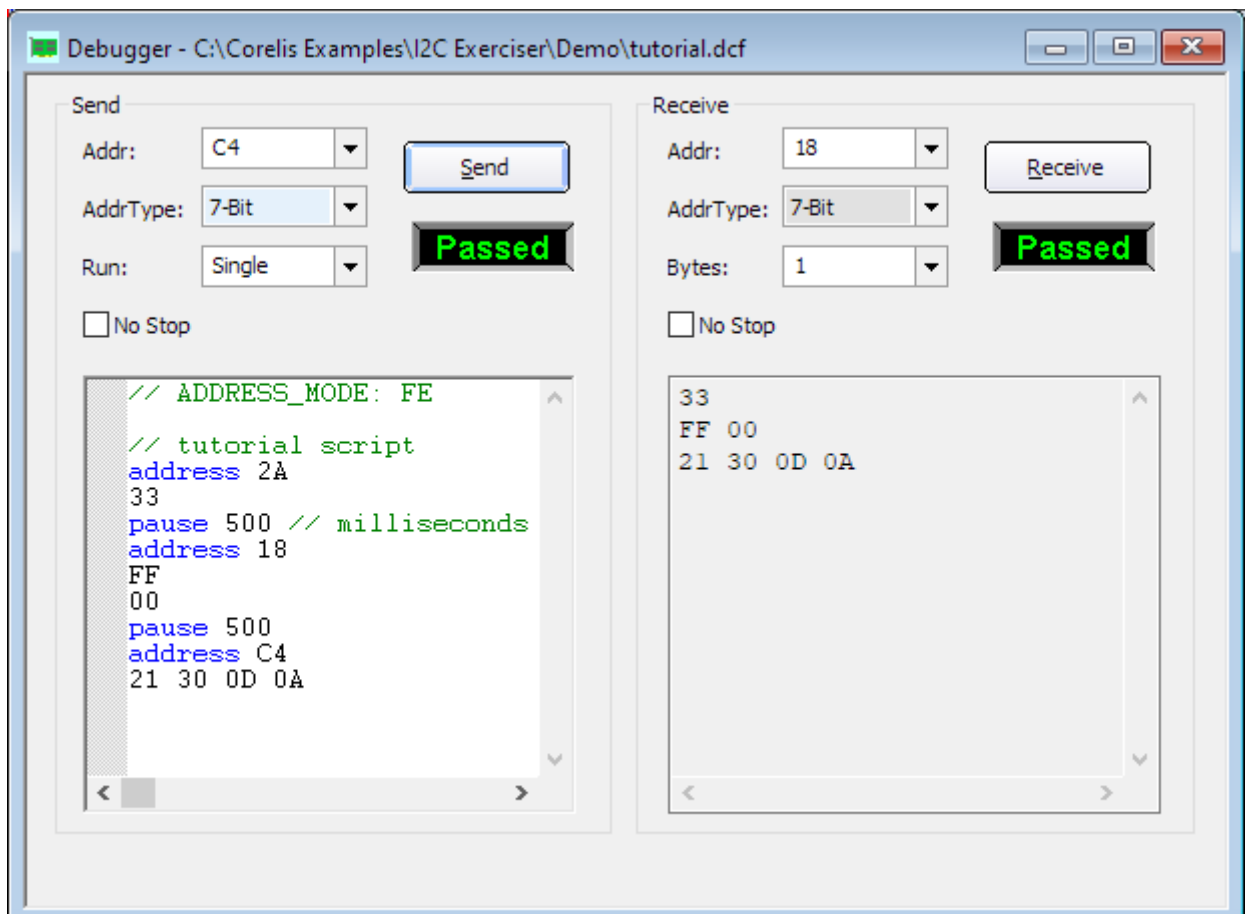 Debugger - C:\Corelis Examples\I2C Exerciser\Demo\tutorial.dcf
Send
Addr: C4
Send
AddrType: 7-Bit
Passed
Run: Single
No Stop
// ADDRESS_MODE: FE
// tutorial script
address 2A
33
pause 500 // milliseconds
address 18
FF
00
pause 500
address C4
21 30 0D 0A
Receive
Addr: 18
Receive
AddrType: 7-Bit
Passed
Bytes: 1
No Stop
33
FF 00
21 30 0D 0A